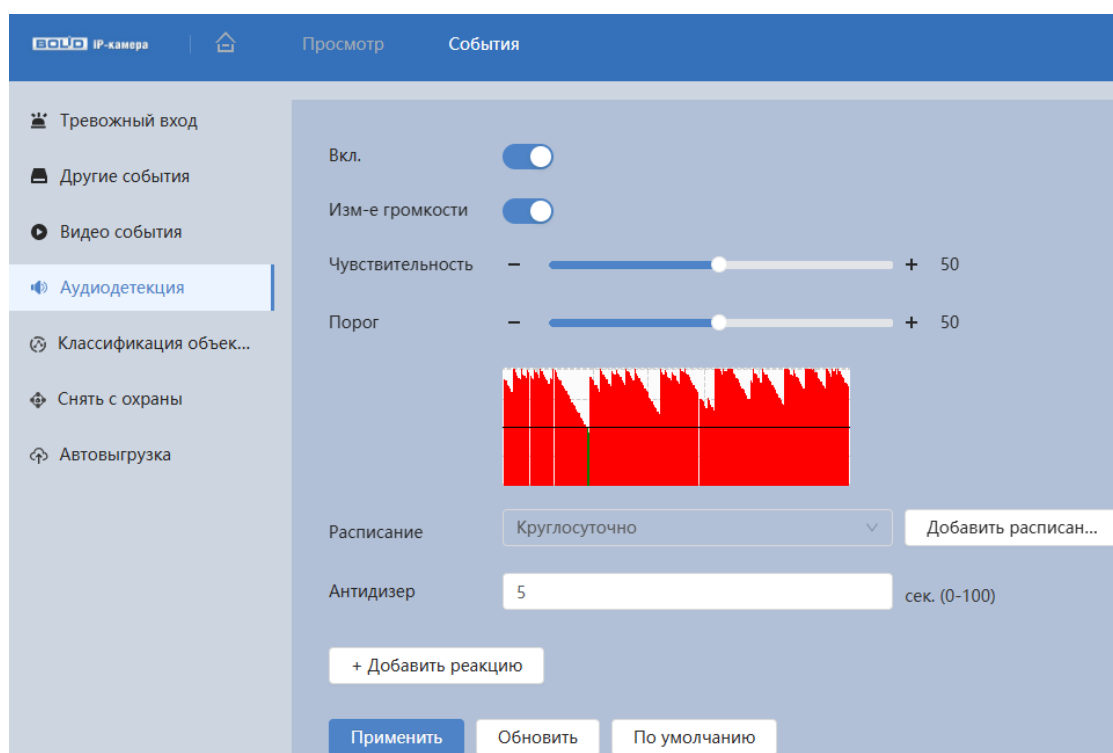 BOLID IP-камера
Просмотр
События
Тревожный вход
Другие события
Видео события
Аудиодетекция
Классификация объек...
Снять с охраны
Автовыгрузка
Вкл.
Изм-е громкости
Чувствительность − + 50
Порог − + 50
Расписание Круглосуточно Добавить расписан...
Антидизер 5 сек. (0-100)
+ Добавить реакцию
Применить Обновить По умолчанию